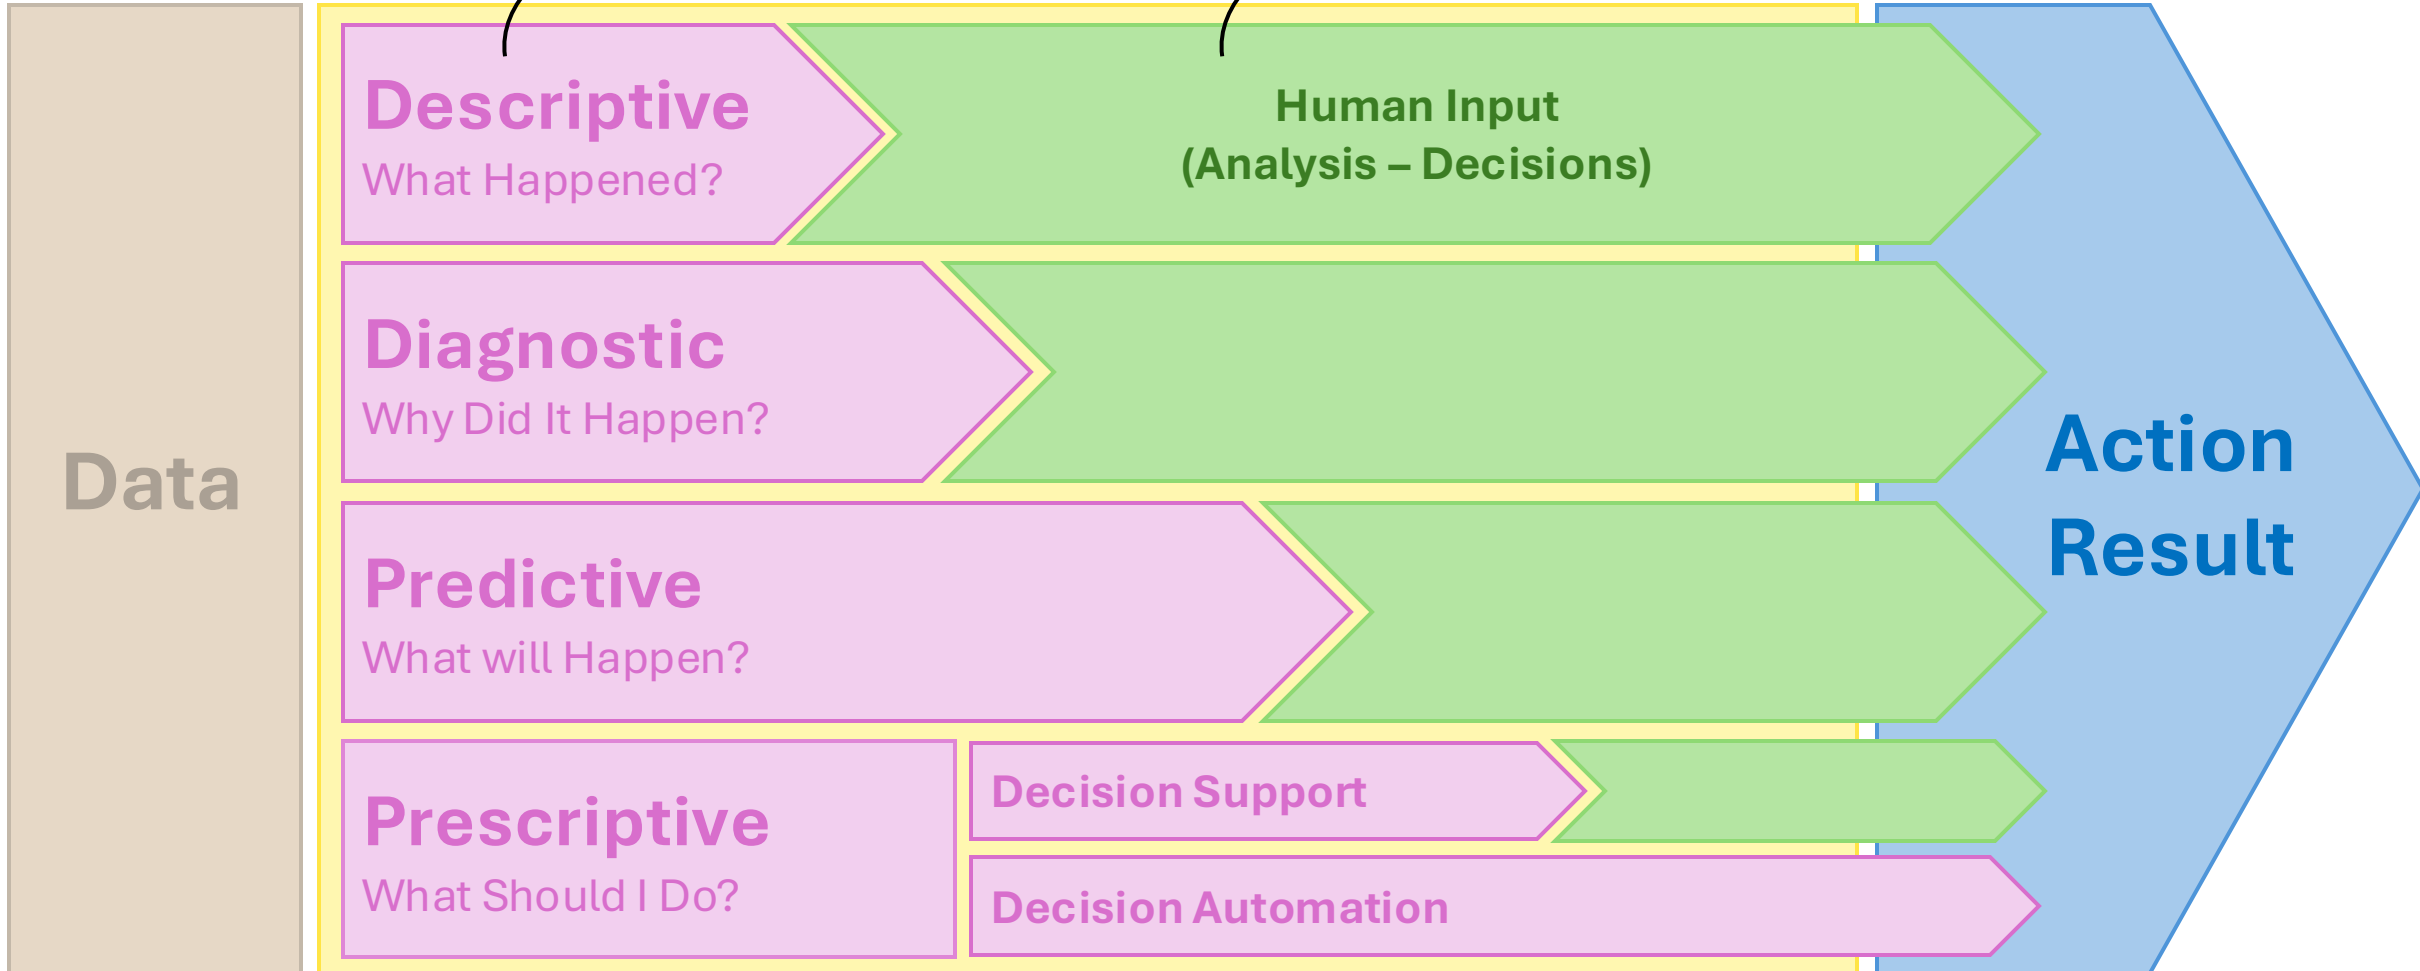 Data
Descriptive
What Happened?
Human Input
(Analysis – Decisions)
Diagnostic
Why Did It Happen?
Predictive
What will Happen?
Prescriptive
What Should I Do?
Decision Support
Decision Automation
Action
Result